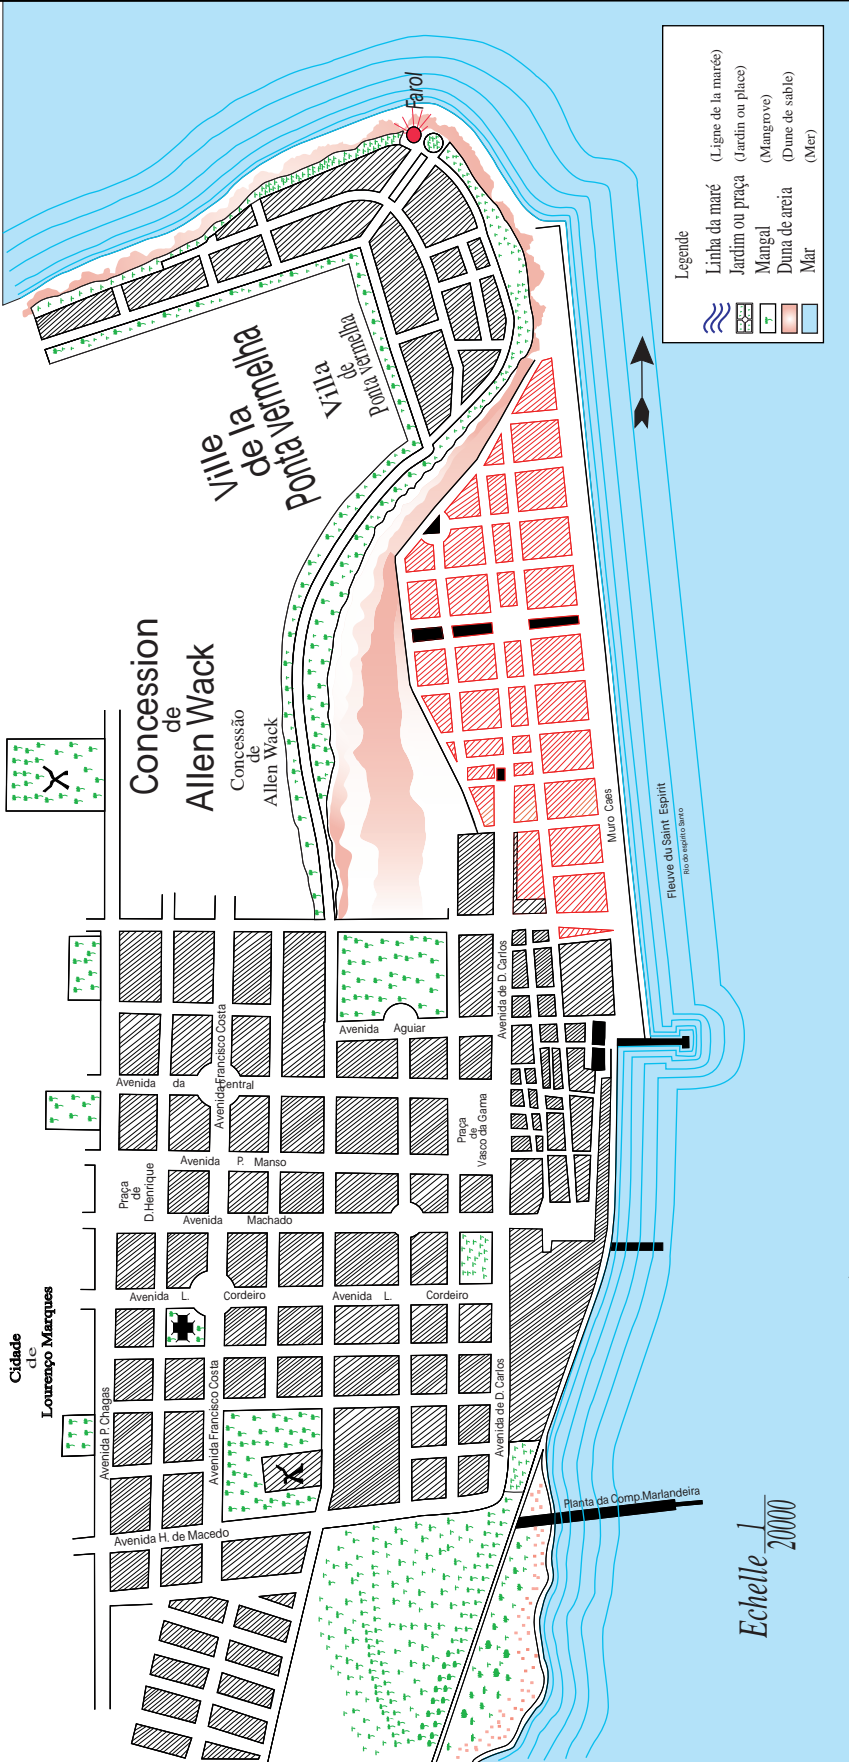 Farol
Legende
Linha da maré (Ligne de la marée)
Jardim ou praça (Jardin ou place)
Mangal (Mangrove)
Duna de areia (Dune de sable)
Mar (Mer)
Ville
de la
Ponta vermelha
Villa
de
Ponta vermelha
Concession
de
Allen Wack
Concessão
de
Allen Wack
Muro Caes
Fleuve du Saint Espirit
Rio do espirito Santo
Avenida de D. Carlos
Avenida Aguiar
Avenida Francisco Costa
Avenida da Central
Praça
de
Vasco da Gama
Avenida P. Manso
Praça
de
D.Henrique
Avenida Machado
Avenida L. Cordeiro
Avenida L. Cordeiro
Cidade
de
Lourenço Marques
Avenida P. Chagas
Avenida Francisco Costa
Avenida de D. Carlos
Avenida H. de Macedo
Planta da Comp.Marlandeira
Echelle 1
20000